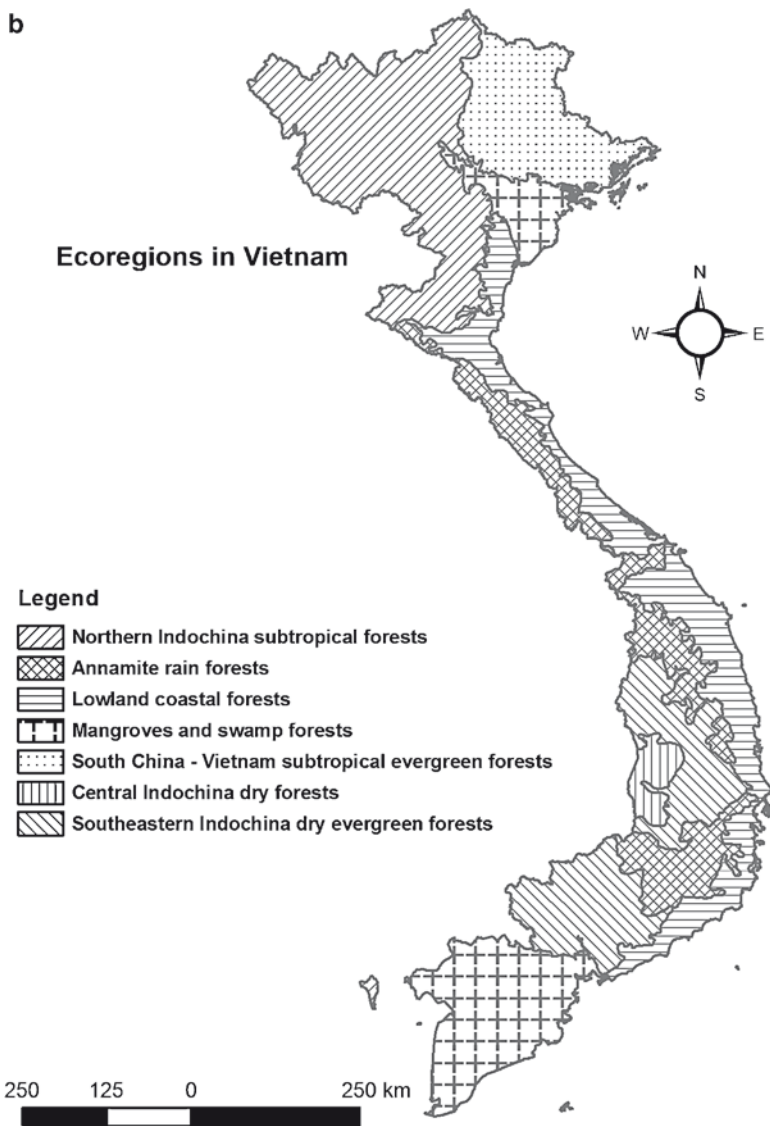 b
Ecoregions in Vietnam
N
W E
S
Legend
Northern Indochina subtropical forests
Annamite rain forests
Lowland coastal forests
Mangroves and swamp forests
South China - Vietnam subtropical evergreen forests
Central Indochina dry forests
Southeastern Indochina dry evergreen forests
250 125 0 250 km